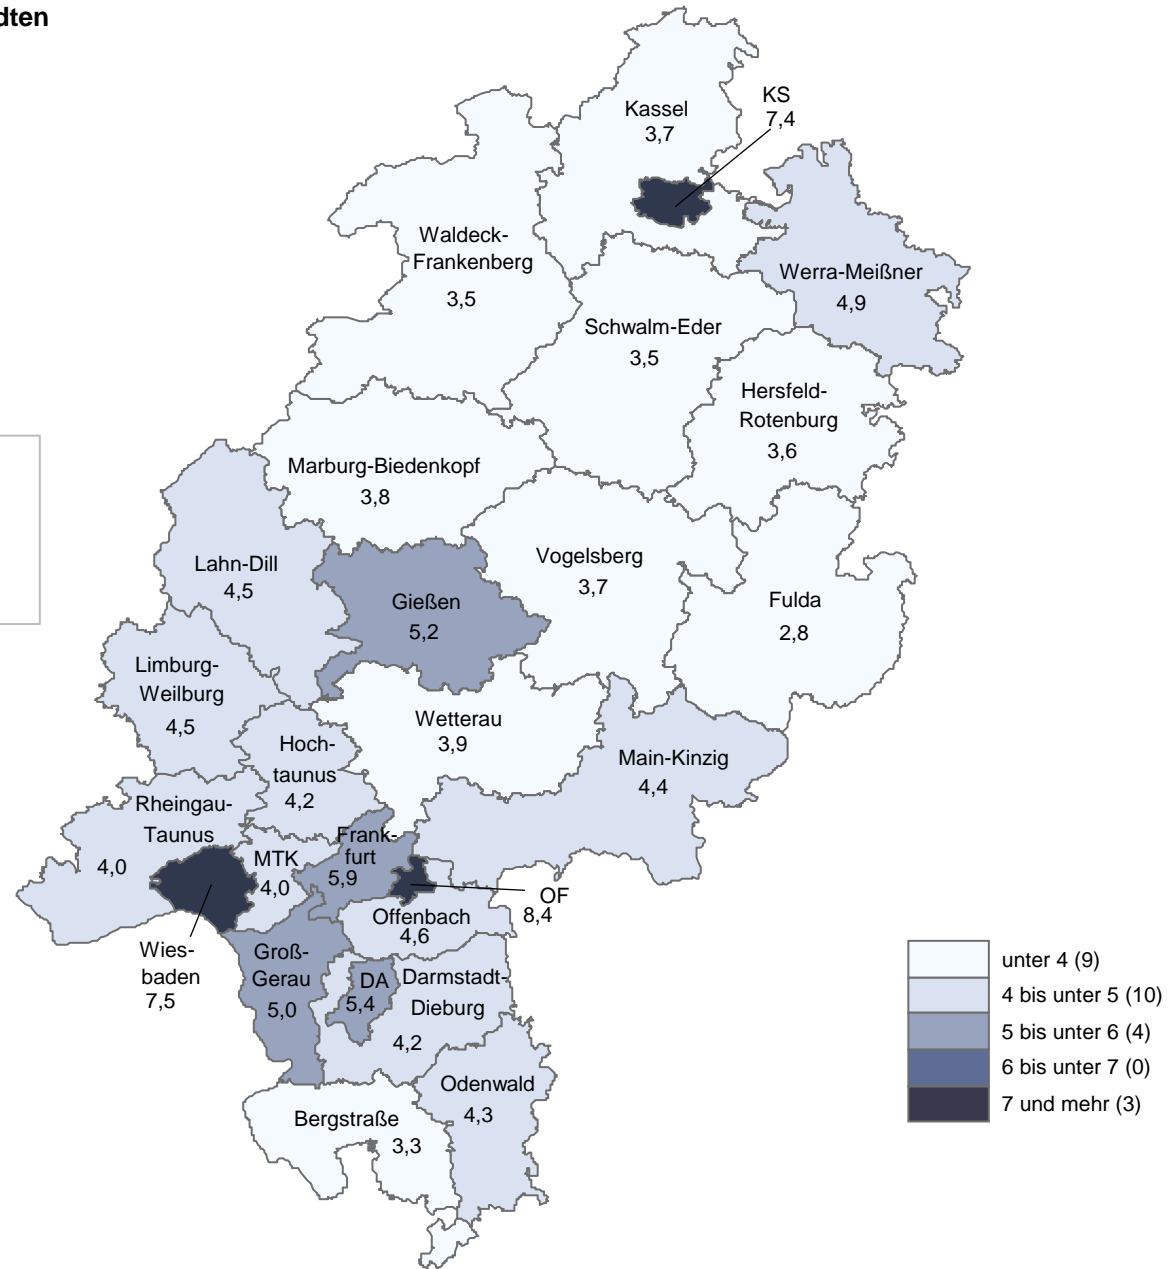 dten
Kassel
3,7
KS
7,4
Waldeck-
Frankenberg
3,5
Werra-Meißner
4,9
Schwalm-Eder
3,5
Hersfeld-
Rotenburg
3,6
Marburg-Biedenkopf
3,8
Lahn-Dill
4,5
Gießen
5,2
Vogelsberg
3,7
Fulda
2,8
Limburg-
Weilburg
4,5
Wetterau
3,9
Hoch-
taunus
4,2
Main-Kinzig
4,4
Rheingau-
Taunus
4,0
MTK
4,0
Frank-
furt
5,9
OF
8,4
Offenbach
4,6
Wies-
baden
7,5
Groß-
Gerau
5,0
DA
5,4
Darmstadt-
Dieburg
4,2
Odenwald
4,3
Bergstraße
3,3
unter 4 (9)
4 bis unter 5 (10)
5 bis unter 6 (4)
6 bis unter 7 (0)
7 und mehr (3)